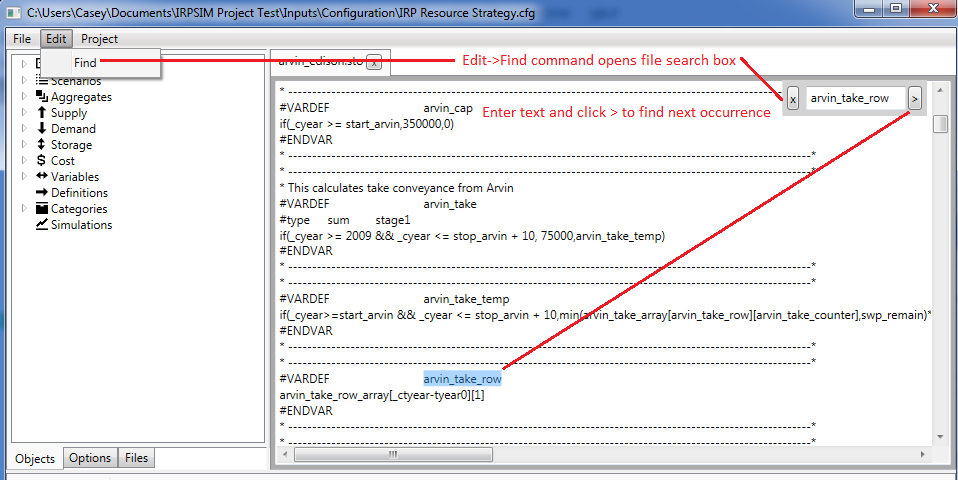 C:\Users\Casey\Documents\IRPSIM Project Test\Inputs\Configuration\IRP Resource Strategy.cfg
File Edit Project
Find
arvin_edison.sto x
Edit->Find command opens file search box
Scenarios
Aggregates
Supply
Demand
Storage
Cost
Variables
Definitions
Categories
Simulations
x arvin_take_row >
Enter text and click > to find next occurrence
* ---------------------------------------------------------------
#VARDEF arvin_cap
if(_cyear >= start_arvin,350000,0)
#ENDVAR
* ---------------------------------------------------------------*
* ---------------------------------------------------------------*
* This calculates take conveyance from Arvin
#VARDEF arvin_take
#type sum stage1
if(_cyear >= 2009 && _cyear <= stop_arvin + 10, 75000,arvin_take_temp)
#ENDVAR
* ---------------------------------------------------------------*
* ---------------------------------------------------------------*
#VARDEF arvin_take_temp
if(_cyear>=start_arvin && _cyear <= stop_arvin + 10,min(arvin_take_array[arvin_take_row][arvin_take_counter],swp_remain)*
#ENDVAR
* ---------------------------------------------------------------*
* ---------------------------------------------------------------*
#VARDEF arvin_take_row
arvin_take_row_array[_ctyear-tyear0][1]
#ENDVAR
* ---------------------------------------------------------------*
* ---------------------------------------------------------------*
Objects Options Files